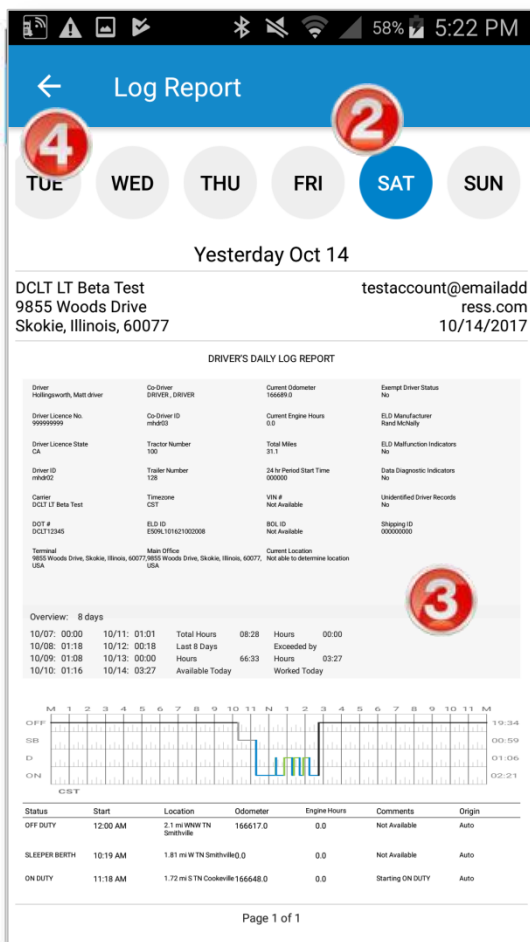 58% 5:22 PM
Log Report
2
4
TUE WED THU FRI SAT SUN
Yesterday Oct 14
DCLT LT Beta Test testaccount@emailadd
9855 Woods Drive ress.com
Skokie, Illinois, 60077 10/14/2017
DRIVER'S DAILY LOG REPORT
Driver Co-Driver Current Odometer Exempt Driver Status
Hollingsworth, Matt driver DRIVER , DRIVER 166689.0 No
Driver Licence No. Co-Driver ID Current Engine Hours ELD Manufacturer
999999999 mhdr03 0.0 Rand McNally
Driver Licence State Tractor Number Total Miles ELD Malfunction Indicators
CA 100 31.1 No
Driver ID Trailer Number 24 hr Period Start Time Data Diagnostic Indicators
mhdr02 128 000000 No
Carrier Timezone VIN # Unidentified Driver Records
DCLT LT Beta Test CST Not Available No
DOT # ELD ID BOL ID Shipping ID
DCLT12345 ES09L101621002008 Not Available 000000000
Terminal Main Office Current Location
9855 Woods Drive, Skokie, Illinois, 60077, 9855 Woods Drive, Skokie, Illinois, 60077, Not able to determine location
USA USA
3
Overview: 8 days
10/07: 00:00 10/11: 01:01 Total Hours 08:28 Hours 00:00
10/08: 01:18 10/12: 00:18 Last 8 Days Exceeded by
10/09: 01:08 10/13: 00:00 Hours 66:33 Hours 03:27
10/10: 01:16 10/14: 03:27 Available Today Worked Today
M 1 2 3 4 5 6 7 8 9 10 11 N 1 2 3 4 5 6 7 8 9 10 11 M
OFF 19:34
SB 00:59
D 01:06
ON 02:21
CST
Status Start Location Odometer Engine Hours Comments Origin
OFF DUTY 12:00 AM 2.1 mi WNW TN 166617.0 0.0 Not Available Auto
Smithville
SLEEPER BERTH 10:19 AM 1.81 mi W TN Smithville 0.0 0.0 Not Available Auto
ON DUTY 11:18 AM 1.72 mi S TN Cookeville 166648.0 0.0 Starting ON DUTY Auto
Page 1 of 1